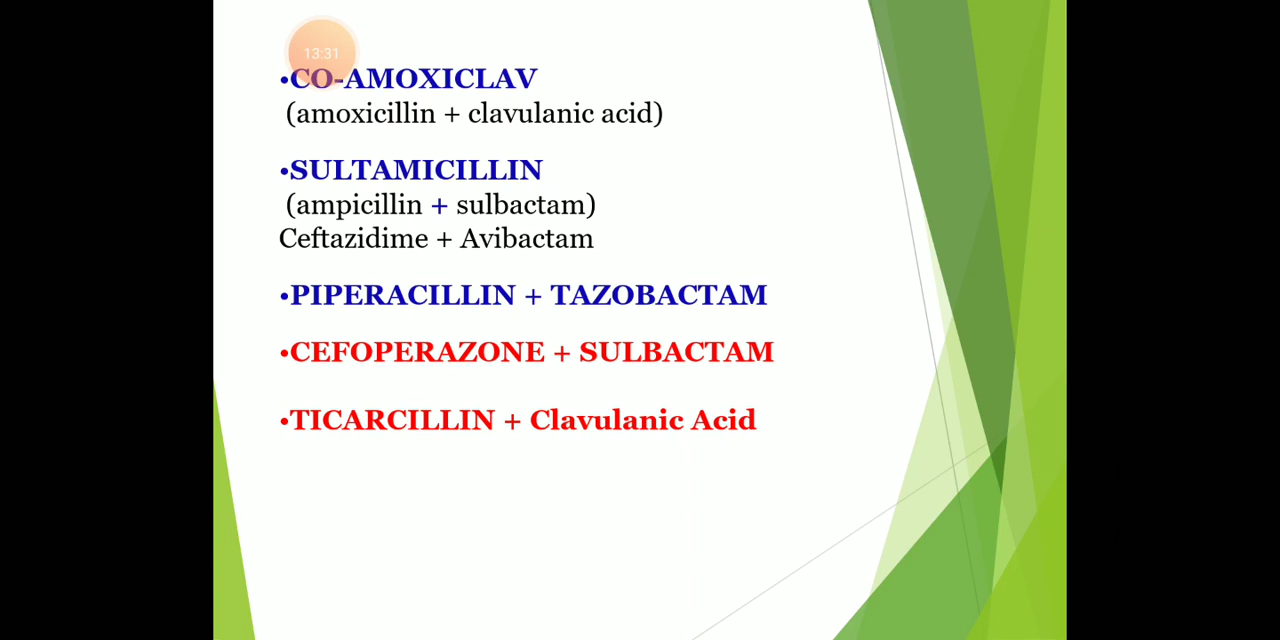 13:31
•CO-AMOXICLAV
(amoxicillin + clavulanic acid)
•SULTAMICILLIN
(ampicillin + sulbactam)
Ceftazidime + Avibactam
•PIPERACILLIN + TAZOBACTAM
•CEFOPERAZONE + SULBACTAM
•TICARCILLIN + Clavulanic Acid